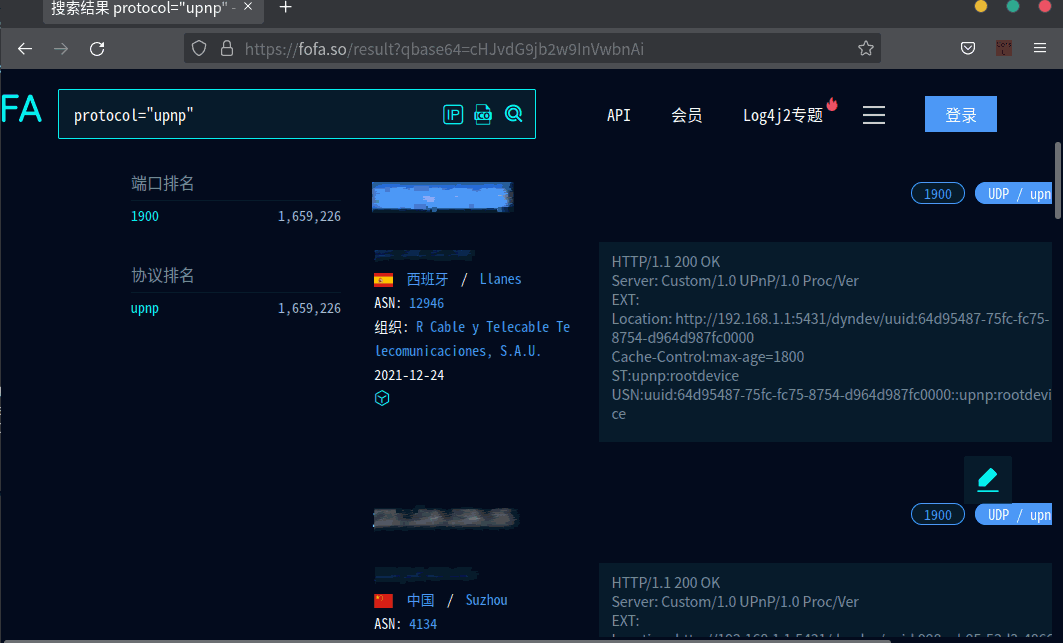 搜索结果 protocol="upnp" -
https://fofa.so/result?qbase64=cHJvdG9jb2w9InVwbnAi
FA
protocol="upnp"
IP
ICO
API
会员
Log4j2专题
登录
端口排名
1900 1,659,226
协议排名
upnp 1,659,226
1900 UDP / upn
西班牙 / Llanes
ASN: 12946
组织: R Cable y Telecable Te
lecomunicaciones, S.A.U.
2021-12-24
HTTP/1.1 200 OK
Server: Custom/1.0 UPnP/1.0 Proc/Ver
EXT:
Location: http://192.168.1.1:5431/dyndev/uuid:64d95487-75fc-fc75-
8754-d964d987fc0000
Cache-Control:max-age=1800
ST:upnp:rootdevice
USN:uuid:64d95487-75fc-fc75-8754-d964d987fc0000::upnp:rootdevi
ce
1900 UDP / upn
中国 / Suzhou
ASN: 4134
HTTP/1.1 200 OK
Server: Custom/1.0 UPnP/1.0 Proc/Ver
EXT: